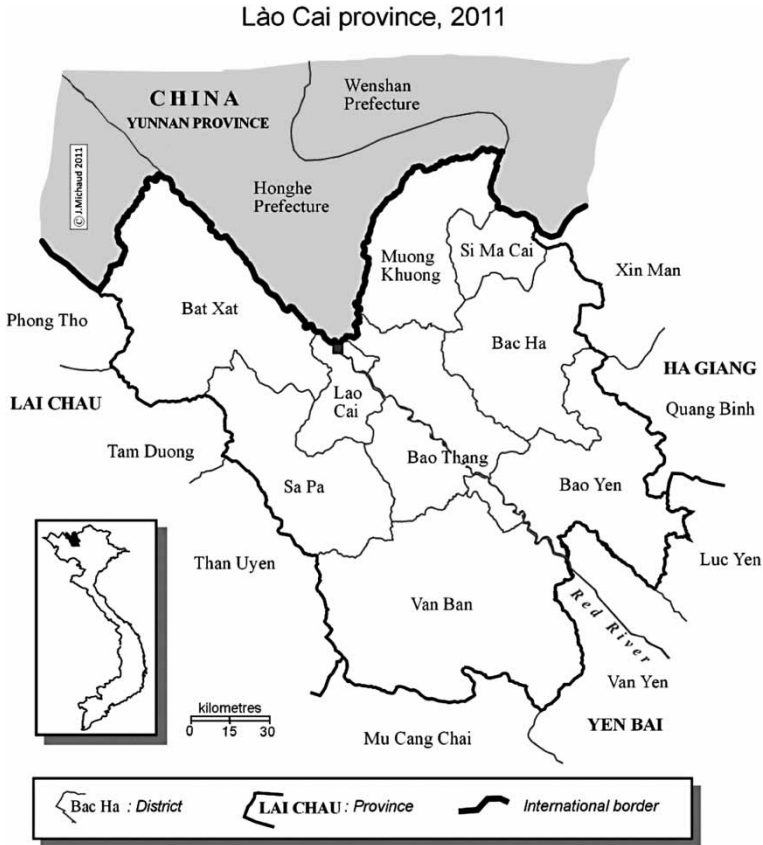 Lào Cai province, 2011
CHINA
YUNNAN PROVINCE
Wenshan
Prefecture
© J.Michaud 2011
Honghe
Prefecture
Muong
Khuong
Si Ma Cai
Xin Man
Phong Tho
Bat Xat
Bac Ha
HA GIANG
LAI CHAU
Lao
Cai
Quang Binh
Tam Duong
Bao Thang
Sa Pa
Bao Yen
Than Uyen
Luc Yen
Van Ban
Red River
Van Yen
kilometres
0 15 30
YEN BAI
Mu Cang Chai
Bac Ha : District
LAI CHAU : Province
International border